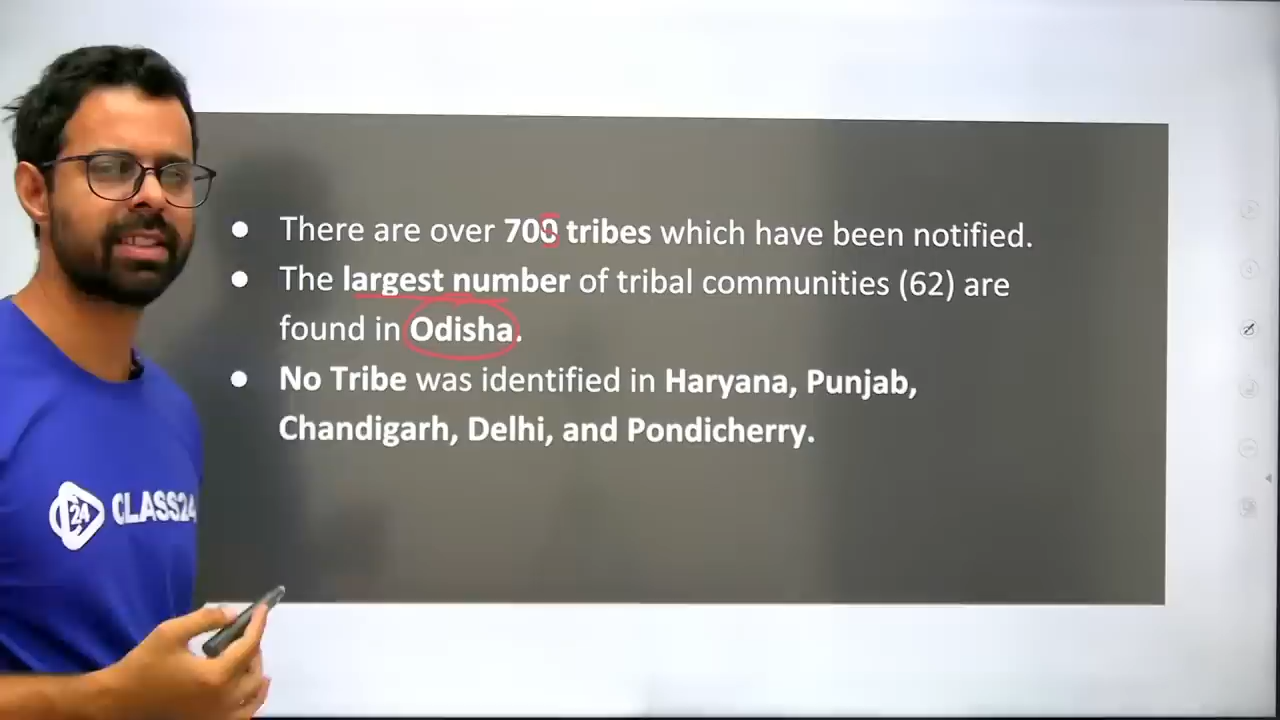 There are over 700 tribes which have been notified.
The largest number of tribal communities (62) are
found in Odisha.
No Tribe was identified in Haryana, Punjab,
Chandigarh, Delhi, and Pondicherry.
24 CLASS24